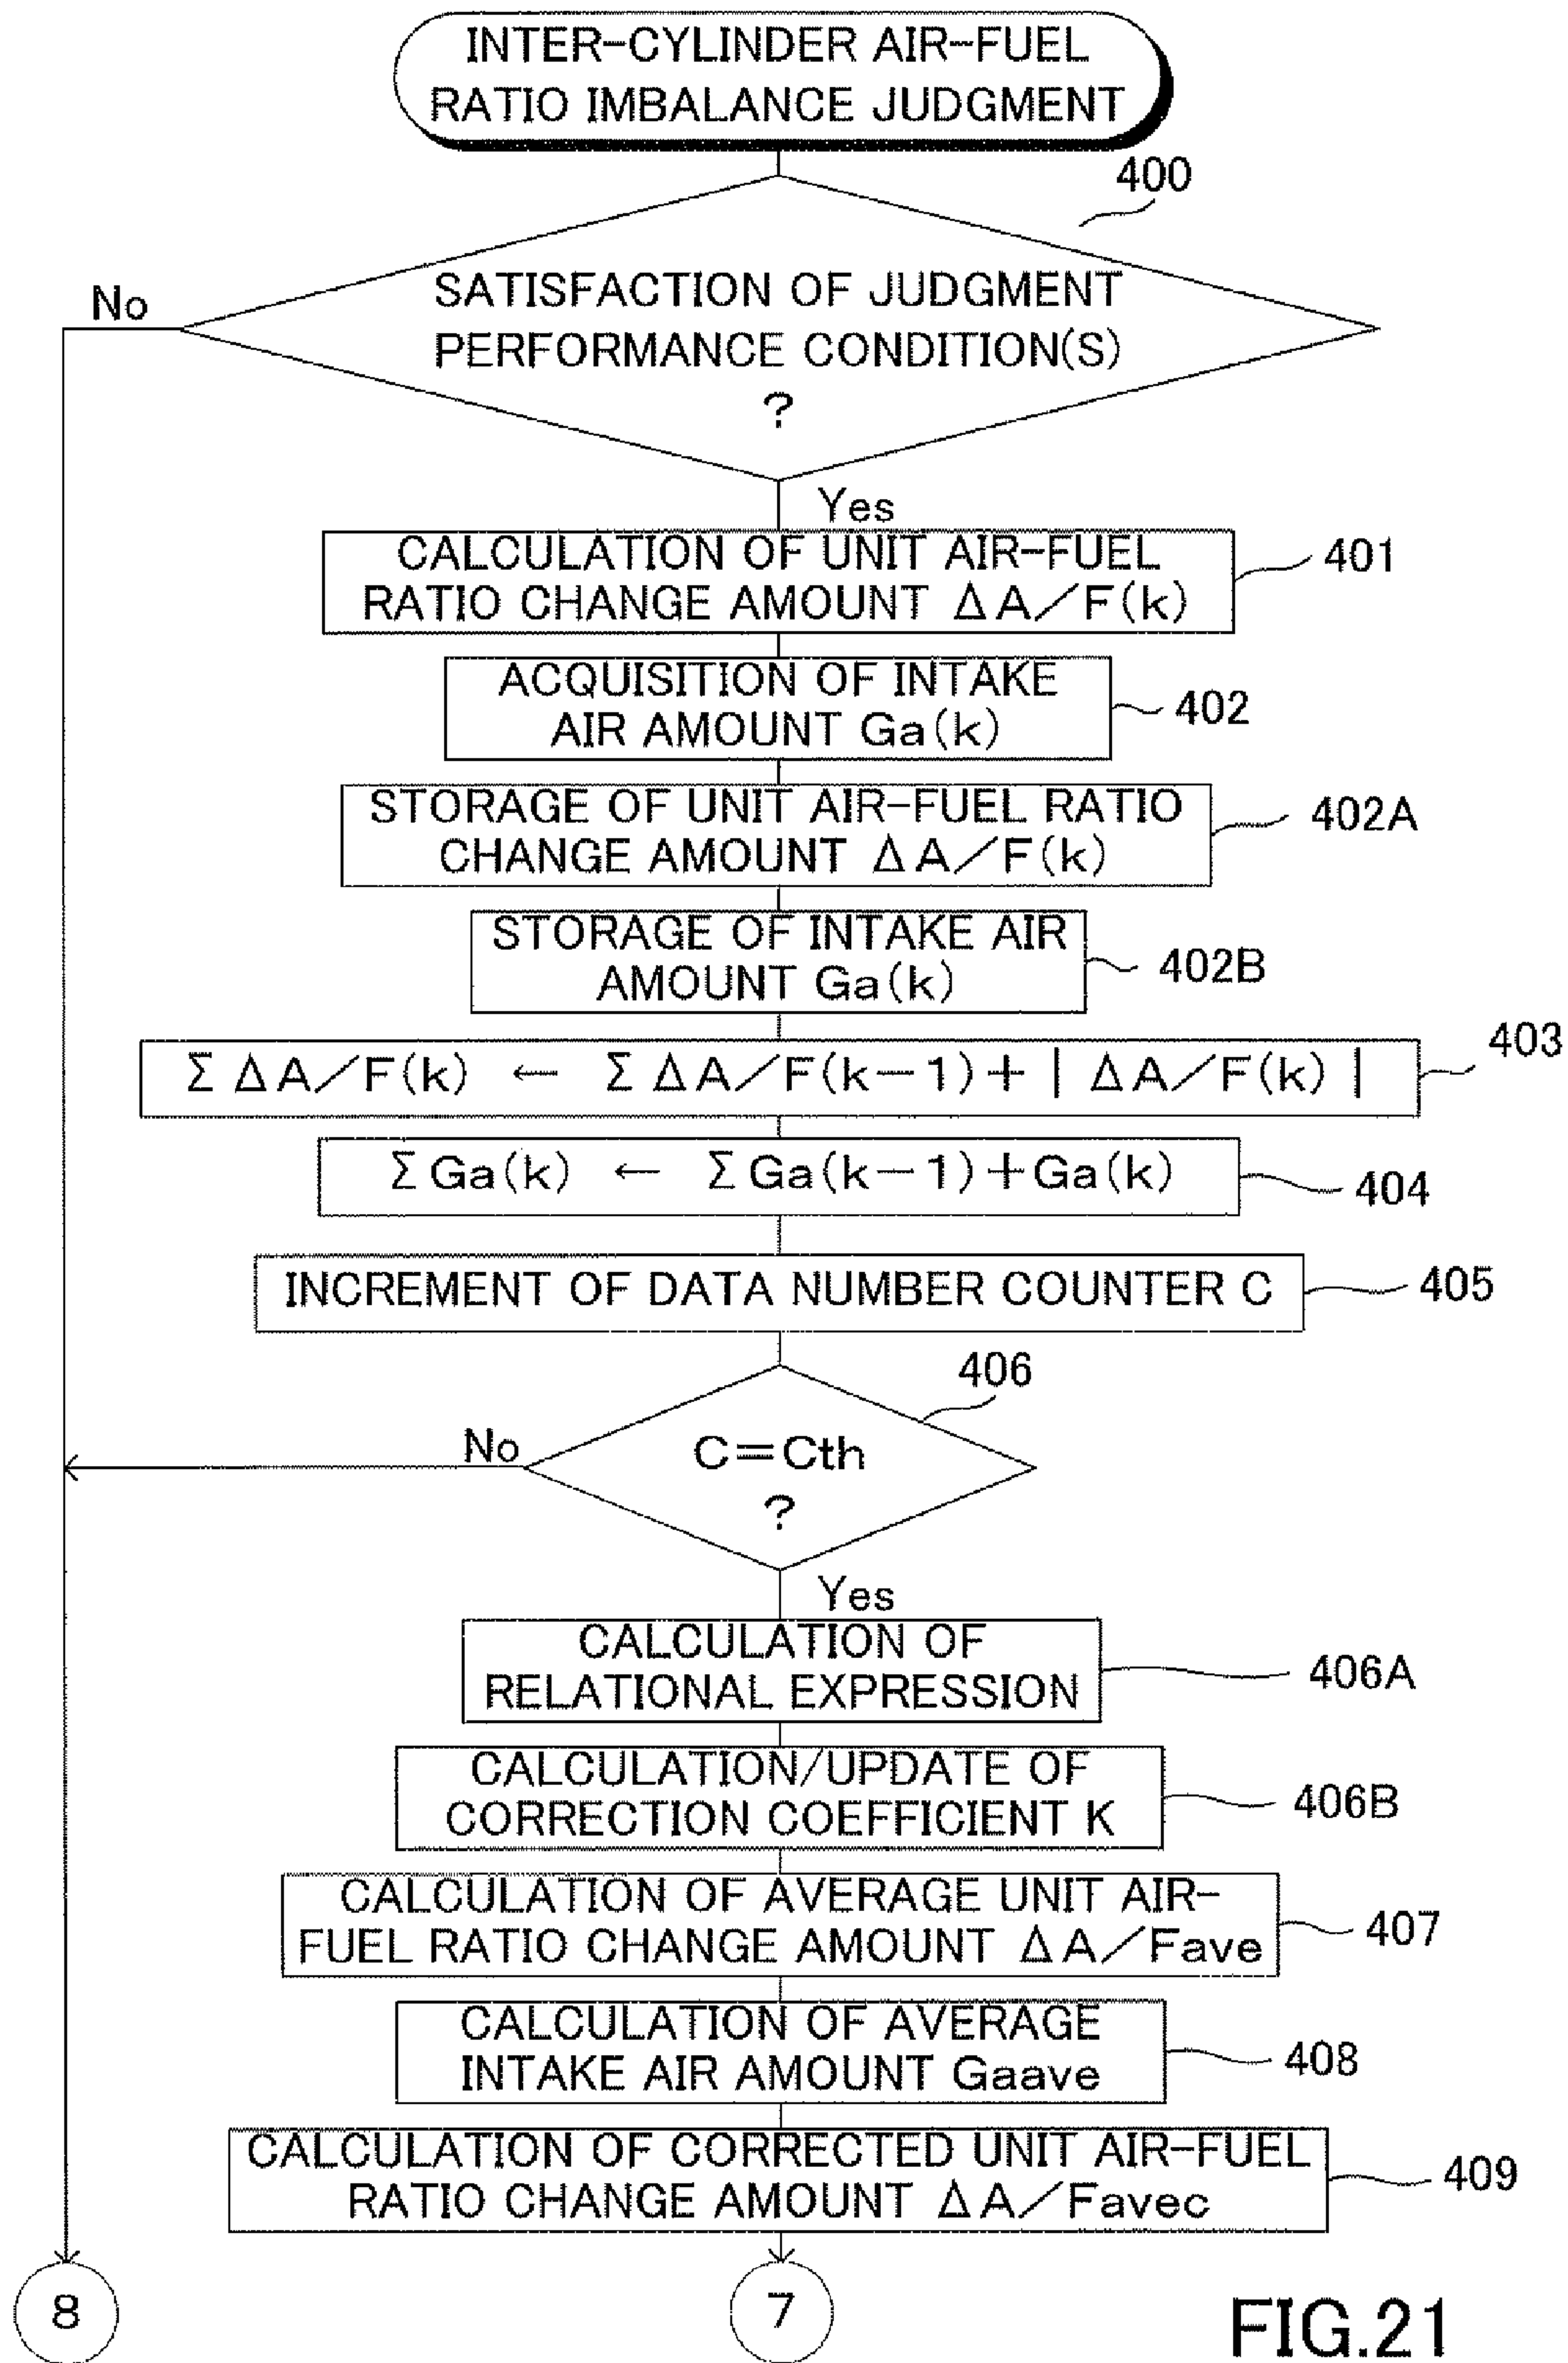 INTER-CYLINDER AIR-FUEL
RATIO IMBALANCE JUDGMENT
400
SATISFACTION OF JUDGMENT
PERFORMANCE CONDITION(S)
?
No
Yes
CALCULATION OF UNIT AIR-FUEL
RATIO CHANGE AMOUNT ΔA/F(k)
401
ACQUISITION OF INTAKE
AIR AMOUNT Ga(k)
402
STORAGE OF UNIT AIR-FUEL RATIO
CHANGE AMOUNT ΔA/F(k)
402A
STORAGE OF INTAKE AIR
AMOUNT Ga(k)
402B
ΣΔA/F(k) ← ΣΔA/F(k-1)+|ΔA/F(k)|
403
ΣGa(k) ← ΣGa(k-1)+Ga(k)
404
INCREMENT OF DATA NUMBER COUNTER C
405
406
C=Cth
?
No
Yes
CALCULATION OF
RELATIONAL EXPRESSION
406A
CALCULATION/UPDATE OF
CORRECTION COEFFICIENT K
406B
CALCULATION OF AVERAGE UNIT AIR-
FUEL RATIO CHANGE AMOUNT ΔA/Fave
407
CALCULATION OF AVERAGE
INTAKE AIR AMOUNT Gaave
408
CALCULATION OF CORRECTED UNIT AIR-FUEL
RATIO CHANGE AMOUNT ΔA/Favec
409
8
7
FIG.21